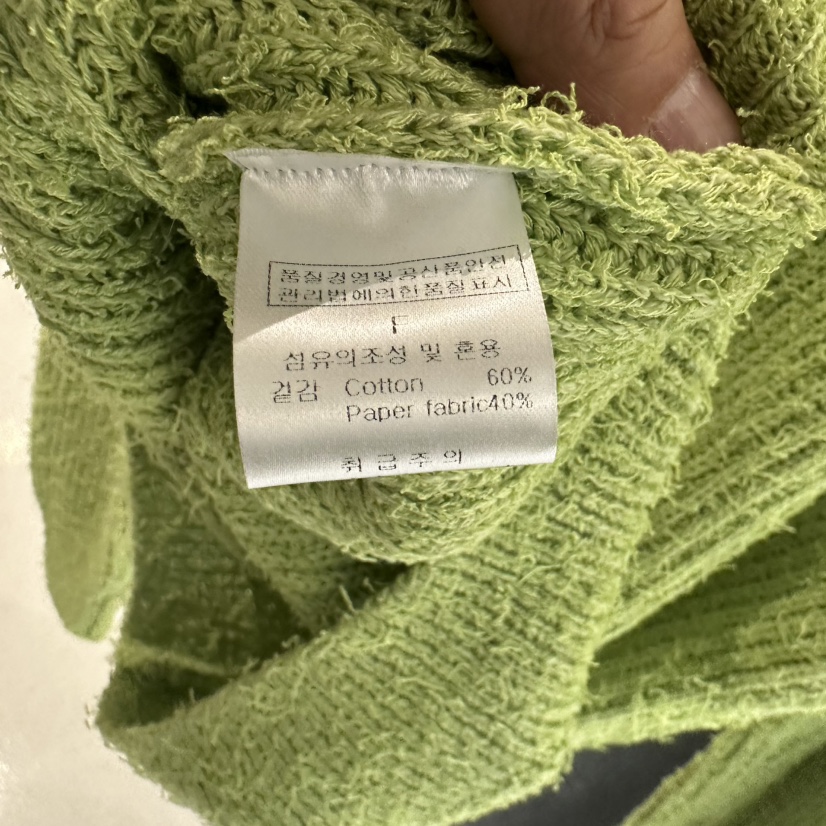 품질경영및공산품안전
관리법에의한품질표시
F
섬유의조성 및 혼용
겉감 Cotton 60%
Paper fabric40%
취급주의